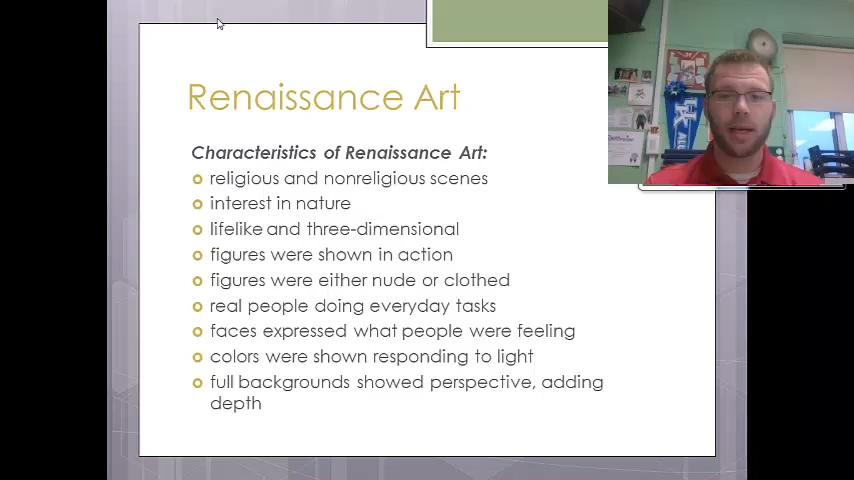 Renaissance Art
Characteristics of Renaissance Art:
religious and nonreligious scenes
interest in nature
lifelike and three-dimensional
figures were shown in action
figures were either nude or clothed
real people doing everyday tasks
faces expressed what people were feeling
colors were shown responding to light
full backgrounds showed perspective, adding
depth